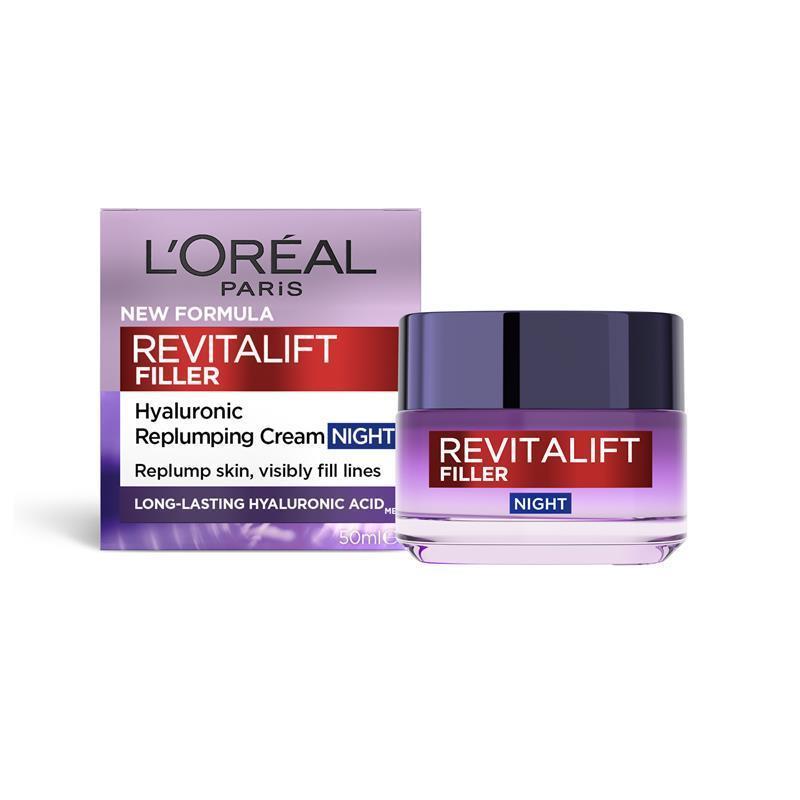 L'ORÉAL
PARiS
NEW FORMULA
REVITALIFT
FILLER
Hyaluronic
Replumping Cream NIGHT
Replump skin, visibly fill lines
LONG-LASTING HYALURONIC ACID
50ml
REVITALIFT
FILLER
NIGHT